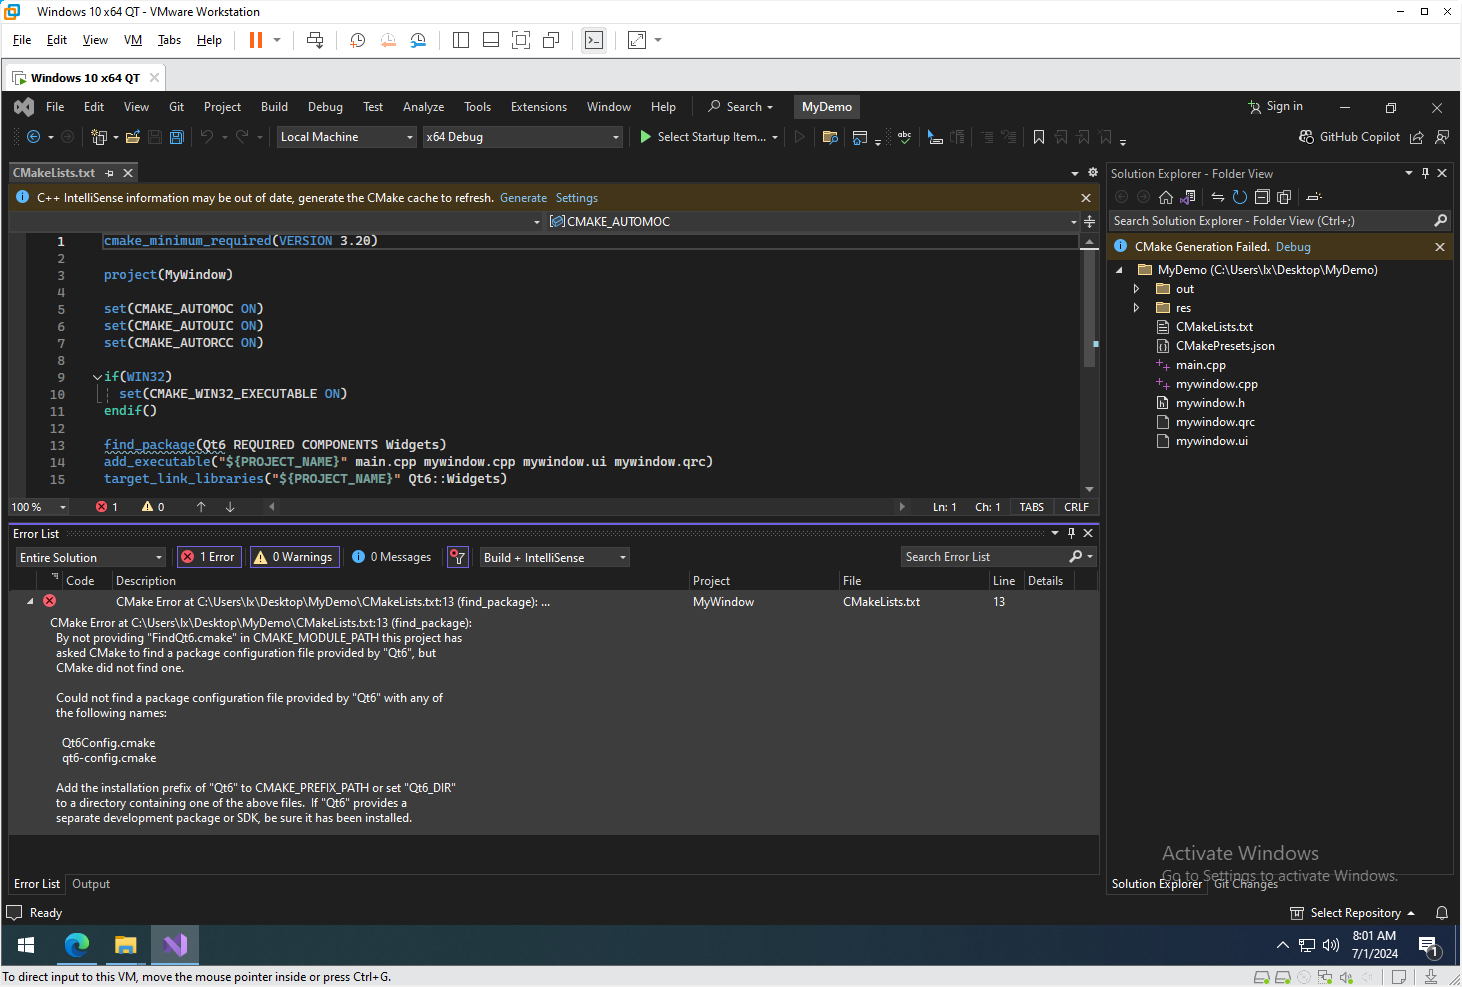 Windows 10 x64 QT - VMware Workstation
File Edit View VM Tabs Help
Windows 10 x64 QT
File Edit View Git Project Build Debug Test Analyze Tools Extensions Window Help Search MyDemo Sign in
Local Machine x64 Debug Select Startup Item... GitHub Copilot
CMakeLists.txt
C++ IntelliSense information may be out of date, generate the CMake cache to refresh. Generate Settings
CMAKE_AUTOMOC
1 cmake_minimum_required(VERSION 3.20)
2
3 project(MyWindow)
4
5 set(CMAKE_AUTOMOC ON)
6 set(CMAKE_AUTOUIC ON)
7 set(CMAKE_AUTORCC ON)
8
9 if(WIN32)
10 set(CMAKE_WIN32_EXECUTABLE ON)
11 endif()
12
13 find_package(Qt6 REQUIRED COMPONENTS Widgets)
14 add_executable("${PROJECT_NAME}" main.cpp mywindow.cpp mywindow.ui mywindow.qrc)
15 target_link_libraries("${PROJECT_NAME}" Qt6::Widgets)
100 % 1 0 Ln: 1 Ch: 1 TABS CRLF
Error List
Entire Solution 1 Error 0 Warnings 0 Messages Build + IntelliSense Search Error List
Code Description Project File Line Details
CMake Error at C:\Users\lx\Desktop\MyDemo\CMakeLists.txt:13 (find_package): ... MyWindow CMakeLists.txt 13
CMake Error at C:\Users\lx\Desktop\MyDemo\CMakeLists.txt:13 (find_package):
By not providing "FindQt6.cmake" in CMAKE_MODULE_PATH this project has
asked CMake to find a package configuration file provided by "Qt6", but
CMake did not find one.
Could not find a package configuration file provided by "Qt6" with any of
the following names:
Qt6Config.cmake
qt6-config.cmake
Add the installation prefix of "Qt6" to CMAKE_PREFIX_PATH or set "Qt6_DIR"
to a directory containing one of the above files. If "Qt6" provides a
separate development package or SDK, be sure it has been installed.
Error List Output
Solution Explorer - Folder View
Search Solution Explorer - Folder View (Ctrl+;)
CMake Generation Failed. Debug
MyDemo (C:\Users\lx\Desktop\MyDemo)
out
res
CMakeLists.txt
CMakePresets.json
main.cpp
mywindow.cpp
mywindow.h
mywindow.qrc
mywindow.ui
Activate Windows
Go to Settings to activate Windows.
Solution Explorer Git Changes
Ready Select Repository
8:01 AM
7/1/2024
1
To direct input to this VM, move the mouse pointer inside or press Ctrl+G.